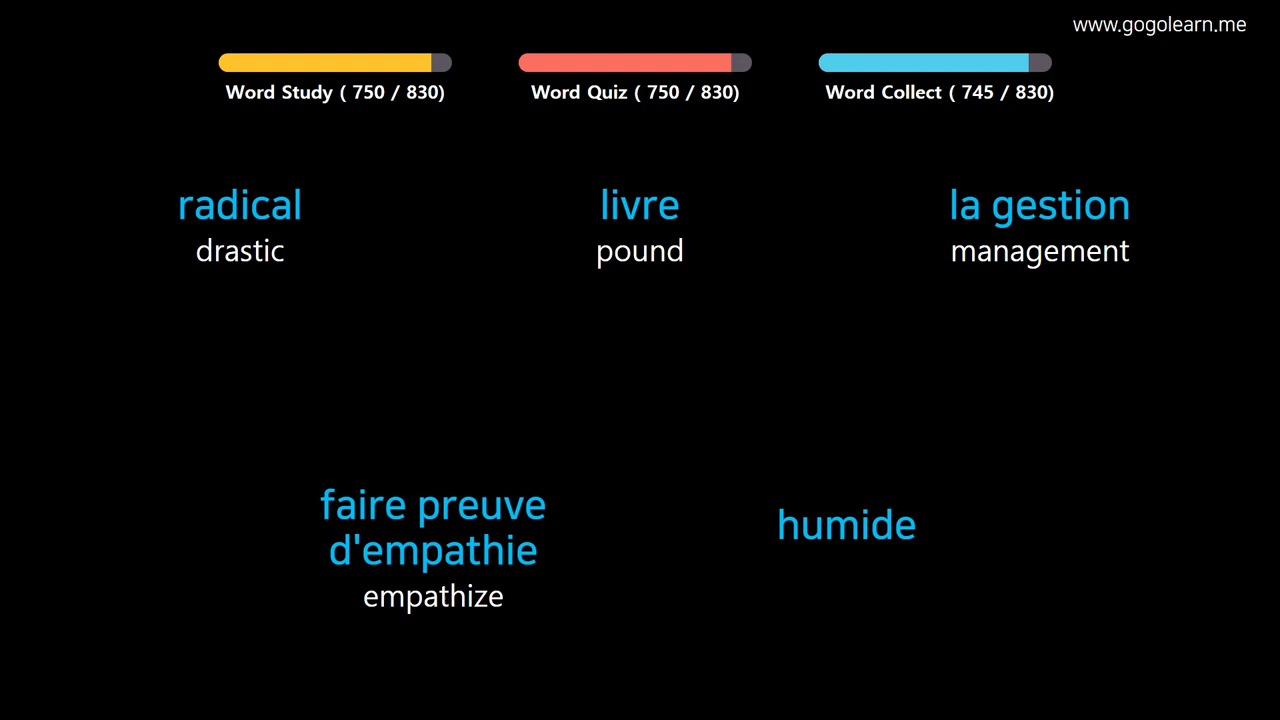 www.gogolearn.me
Word Study ( 750 / 830)
Word Quiz ( 750 / 830)
Word Collect ( 745 / 830)
radical
drastic
livre
pound
la gestion
management
faire preuve
d'empathie
empathize
humide